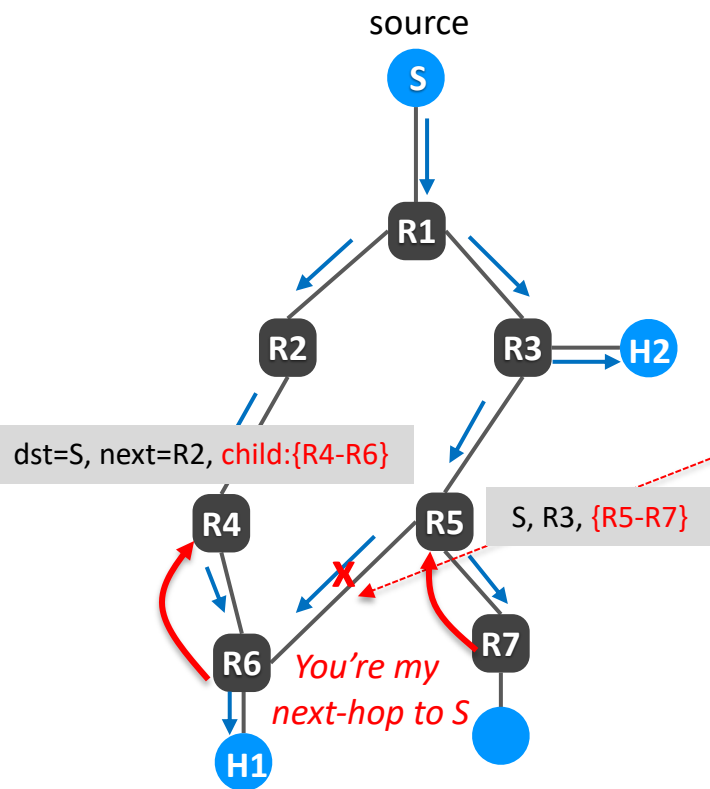 source
S
R1
R2
R3
H2
dst=S, next=R2, child:{R4-R6}
R4
R5
S, R3, {R5-R7}
X
R6
R7
You're my
next-hop to S
H1